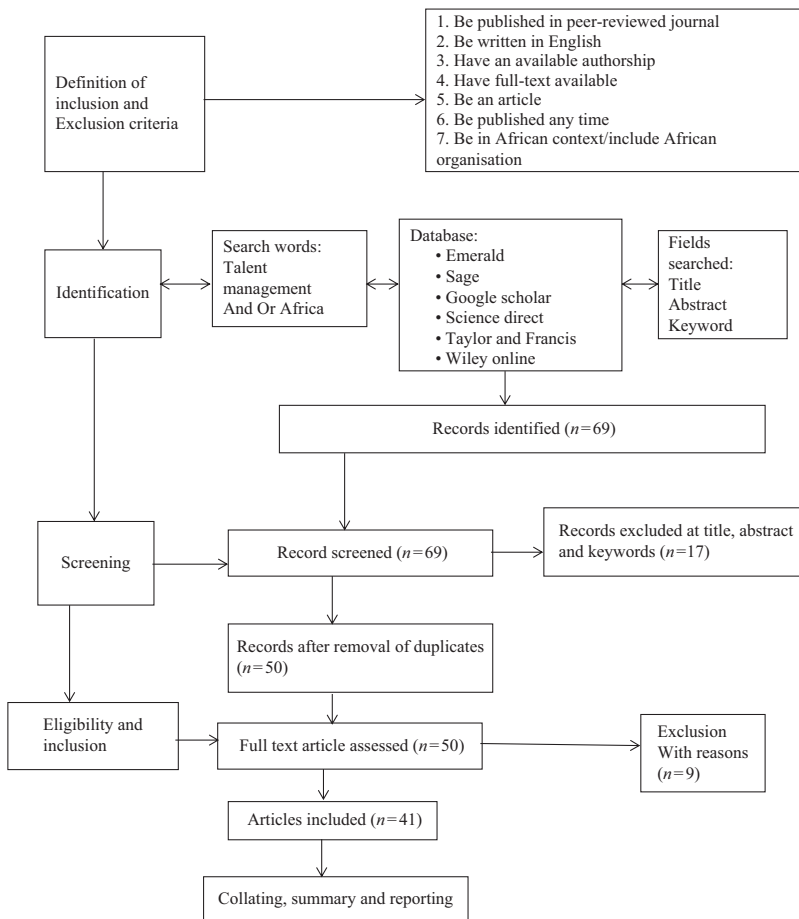 1. Be published in peer-reviewed journal
2. Be written in English
3. Have an available authorship
4. Have full-text available
5. Be an article
6. Be published any time
7. Be in African context/include African
organisation
Definition of
inclusion and
Exclusion criteria
Identification
Search words:
Talent
management
And Or Africa
Database:
• Emerald
• Sage
• Google scholar
• Science direct
• Taylor and Francis
• Wiley online
Fields
searched:
Title
Abstract
Keyword
Records identified (n=69)
Screening
Record screened (n=69)
Records excluded at title, abstract
and keywords (n=17)
Records after removal of duplicates
(n=50)
Eligibility and
inclusion
Full text article assessed (n=50)
Exclusion
With reasons
(n=9)
Articles included (n=41)
Collating, summary and reporting